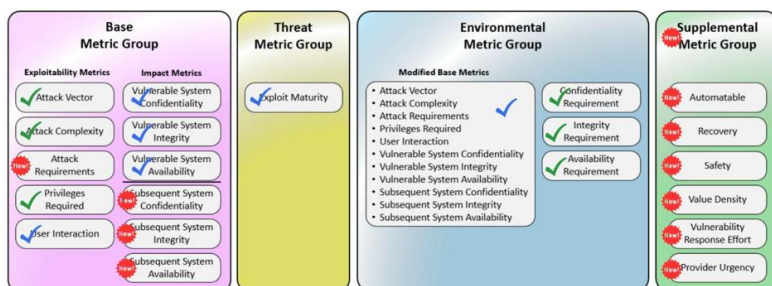 Base
Metric Group
Exploitability Metrics
Attack Vector
Attack Complexity
New!
Attack
Requirements
Privileges
Required
User Interaction
Impact Metrics
Vulnerable System
Confidentiality
Vulnerable System
Integrity
Vulnerable System
Availability
New!
Subsequent System
Confidentiality
New!
Subsequent System
Integrity
New!
Subsequent System
Availability
Threat
Metric Group
Exploit Maturity
Environmental
Metric Group
Modified Base Metrics
• Attack Vector
• Attack Complexity
• Attack Requirements
• Privileges Required
• User Interaction
• Vulnerable System Confidentiality
• Vulnerable System Integrity
• Vulnerable System Availability
• Subsequent System Confidentiality
• Subsequent System Integrity
• Subsequent System Availability
Confidentiality
Requirement
Integrity
Requirement
Availability
Requirement
New!
Supplemental
Metric Group
New!
Automatable
New!
Recovery
New!
Safety
New!
Value Density
New!
Vulnerability
Response Effort
New!
Provider Urgency